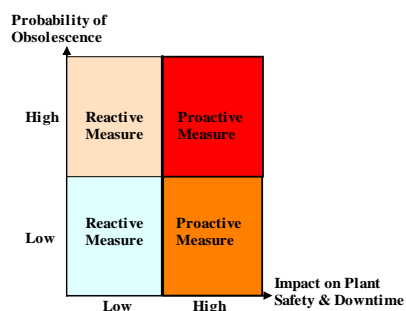 Probability of
Obsolescence
High
Reactive
Measure
Proactive
Measure
Low
Reactive
Measure
Proactive
Measure
Impact on Plant
Safety & Downtime
Low
High